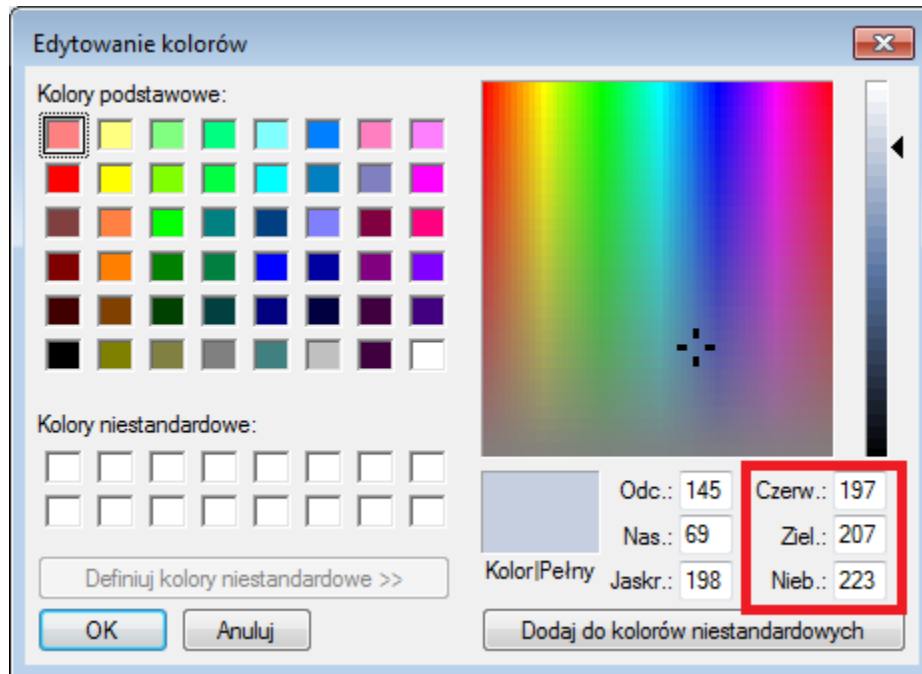 Edytowanie kolorów
Kolory podstawowe:
Kolory niestandardowe:
Definiuj kolory niestandardowe >>
OK Anuluj
Kolor|Pełny
Odc.: 145 Czerw.: 197
Nas.: 69 Ziel.: 207
Jaskr.: 198 Nieb.: 223
Dodaj do kolorów niestandardowych